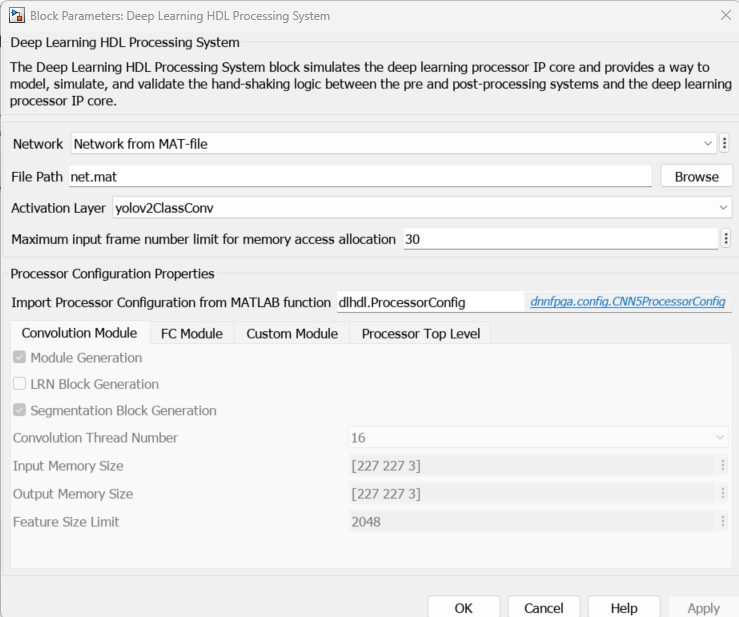 Block Parameters: Deep Learning HDL Processing System
Deep Learning HDL Processing System
The Deep Learning HDL Processing System block simulates the deep learning processor IP core and provides a way to
model, simulate, and validate the hand-shaking logic between the pre and post-processing systems and the deep learning
processor IP core.
Network Network from MAT-file
File Path net.mat Browse
Activation Layer yolov2ClassConv
Maximum input frame number limit for memory access allocation 30
Processor Configuration Properties
Import Processor Configuration from MATLAB function dlhdl.ProcessorConfig dnnfpga.config.CNN5ProcessorConfig
Convolution Module FC Module Custom Module Processor Top Level
Module Generation
LRN Block Generation
Segmentation Block Generation
Convolution Thread Number 16
Input Memory Size [227 227 3]
Output Memory Size [227 227 3]
Feature Size Limit 2048
OK Cancel Help Apply